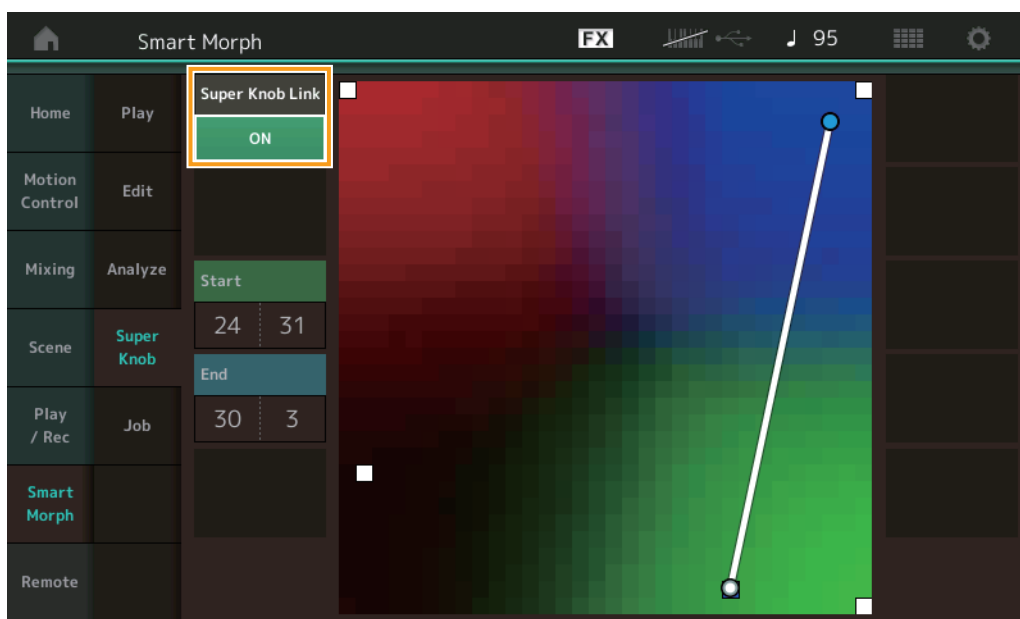 Smart Morph
FX
♩ 95
Home
Play
Super Knob Link
ON
Motion
Control
Edit
Mixing
Analyze
Start
24 31
Scene
Super
Knob
End
30 3
Play
/ Rec
Job
Smart
Morph
Remote